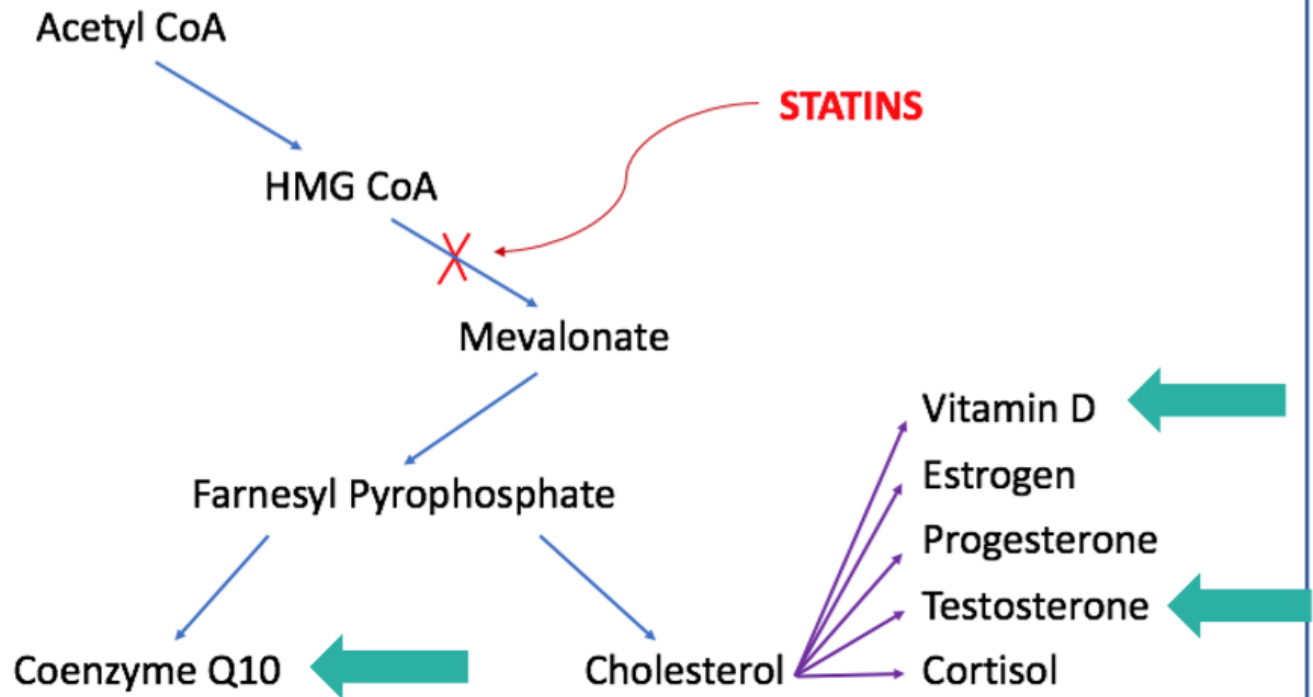 Acetyl CoA
STATINS
HMG CoA
Mevalonate
Vitamin D
Estrogen
Farnesyl Pyrophosphate
Progesterone
Testosterone
Coenzyme Q10
Cholesterol
Cortisol